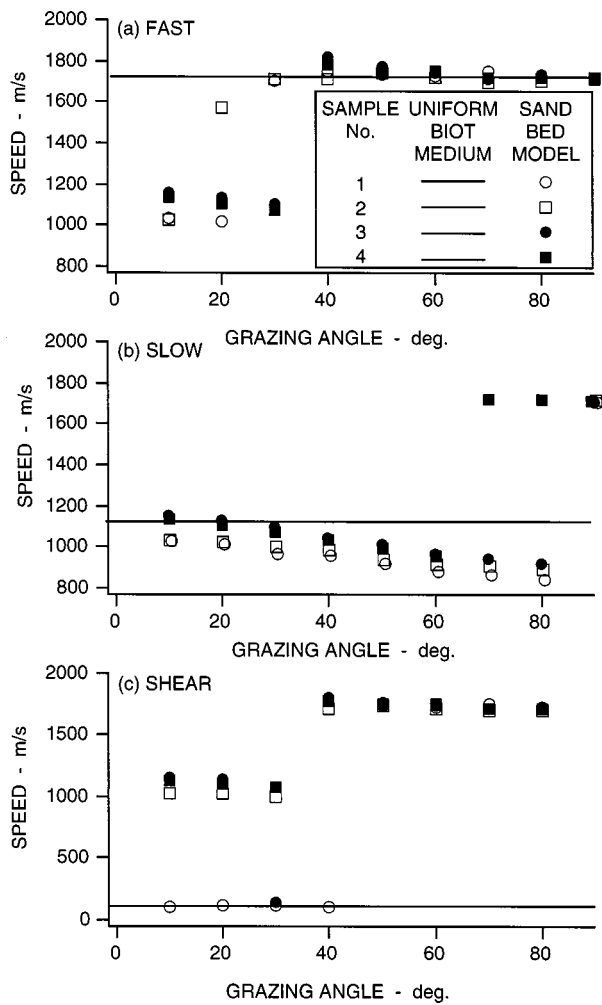 (a) FAST
2000
1800
1600
1400
1200
1000
800
SPEED - m/s
SAMPLE No. UNIFORM BIOT MEDIUM SAND BED MODEL
1
2
3
4
0 20 40 60 80
GRAZING ANGLE - deg.
(b) SLOW
2000
1800
1600
1400
1200
1000
800
SPEED - m/s
0 20 40 60 80
GRAZING ANGLE - deg.
(c) SHEAR
2000
1500
1000
500
0
SPEED - m/s
0 20 40 60 80
GRAZING ANGLE - deg.